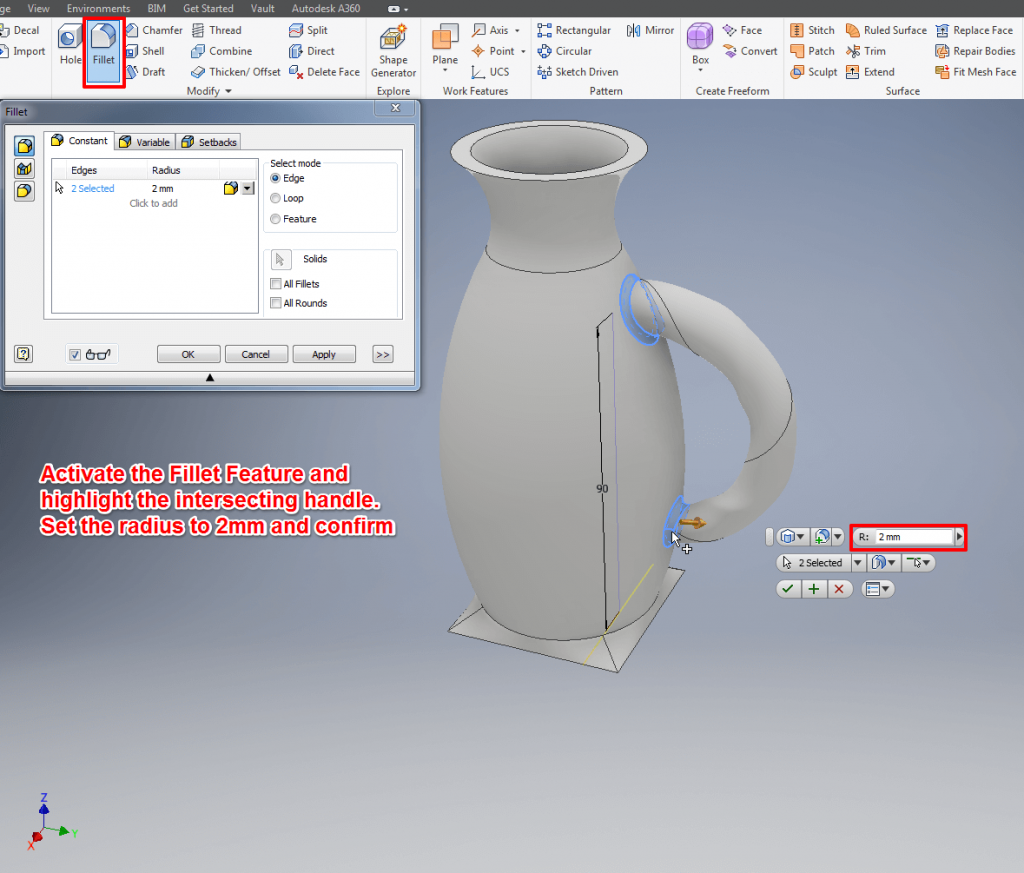 ge View Environments BIM Get Started Vault Autodesk A360
Decal Chamfer Thread Split Axis Rectangular Mirror Face Stitch Ruled Surface Replace Face
Import Hole Fillet Shell Combine Direct Shape Generator Plane Point Circular Box Convert Patch Trim Repair Bodies
Draft Thicken/ Offset Delete Face UCS Sketch Driven Sculpt Extend Fit Mesh Face
Modify Explore Work Features Pattern Create Freeform Surface
Fillet
Constant Variable Setbacks
Edges Radius
2 Selected 2 mm
Click to add
Select mode
Edge
Loop
Feature
Solids
All Fillets
All Rounds
OK Cancel Apply >>
Activate the Fillet Feature and
highlight the intersecting handle.
Set the radius to 2mm and confirm
90
R: 2 mm
2 Selected
Z
Y
X